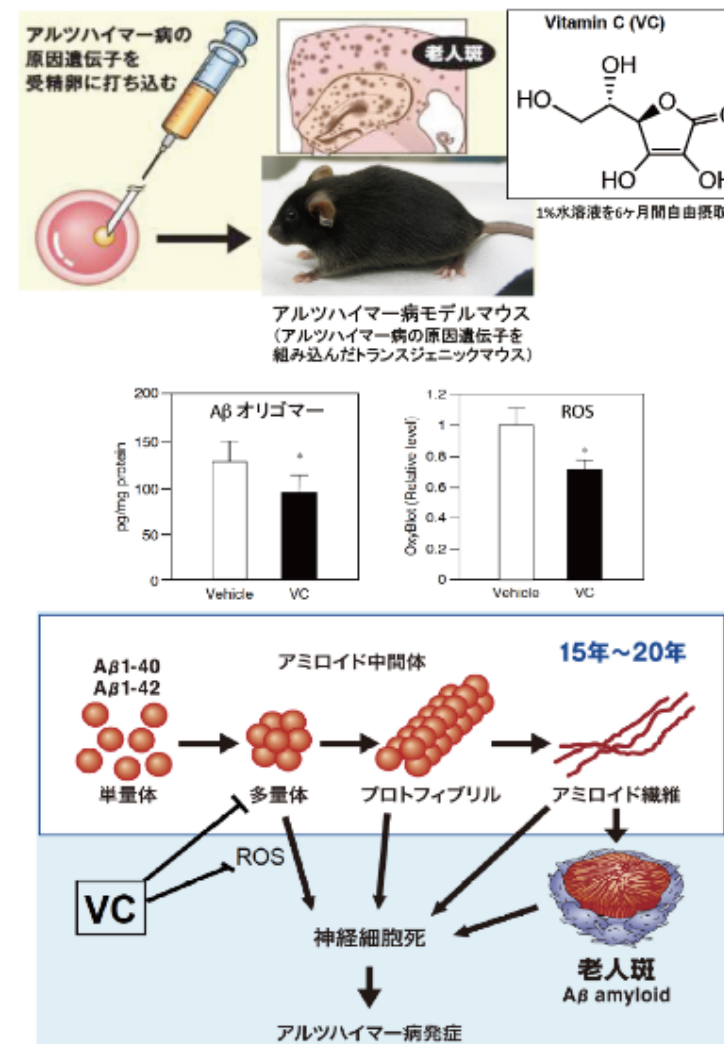 アルツハイマー病の
原因遺伝子を
受精卵に打ち込む
老人斑
Vitamin C (VC)
OH
HO
O
O
HO
OH
1%水溶液を6ヶ月間自由摂取
アルツハイマー病モデルマウス
(アルツハイマー病の原因遺伝子を
組み込んだトランスジェニックマウス)
Aβ オリゴマー
200
150
100
50
0
pg/mg protein
*
Vehicle
VC
ROS
1.2
1
0.8
0.6
0.4
0.2
0
OxyBlot (Relative level)
*
Vehicle
VC
Aβ1-40
Aβ1-42
アミロイド中間体
15年～20年
単量体
多量体
プロトフィブリル
アミロイド繊維
ROS
VC
神経細胞死
老人斑
Aβ amyloid
アルツハイマー病発症